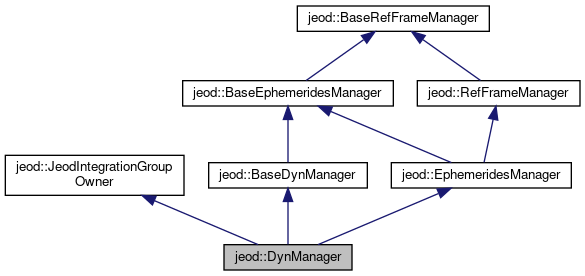 jeod::BaseRefFrameManager
jeod::BaseEphemeridesManager
jeod::RefFrameManager
jeod::JeodIntegrationGroup
Owner
jeod::BaseDynManager
jeod::EphemeridesManager
jeod::DynManager